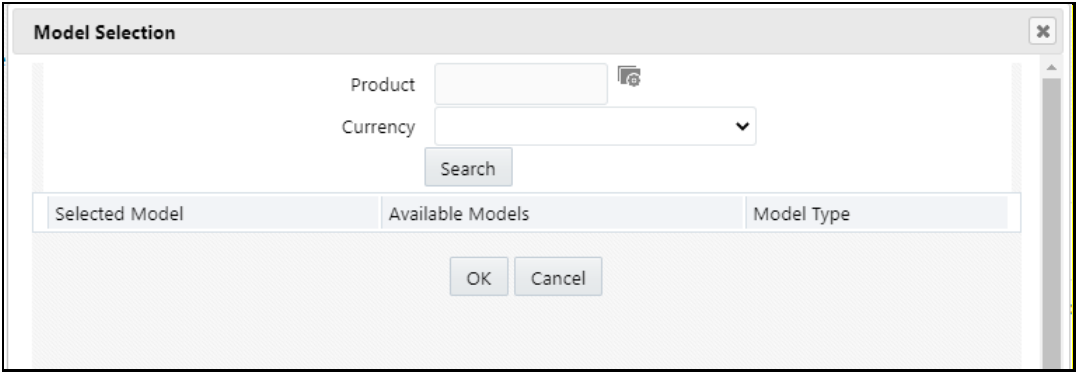 Model Selection
Product
Currency
Search
Selected Model Available Models Model Type
OK Cancel